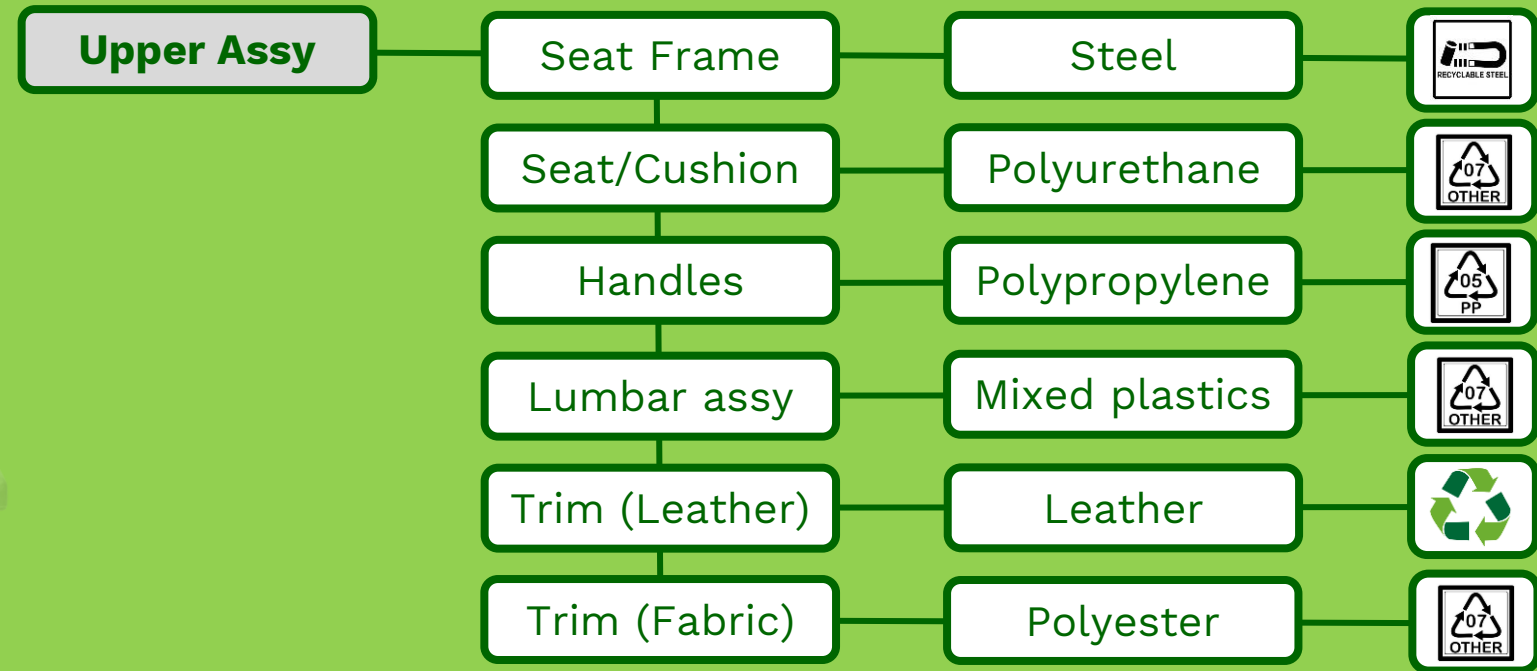 Upper Assy
Seat Frame
Steel
RECYCLABLE STEEL
Seat/Cushion
Polyurethane
07
OTHER
Handles
Polypropylene
05
PP
Lumbar assy
Mixed plastics
07
OTHER
Trim (Leather)
Leather
Trim (Fabric)
Polyester
07
OTHER